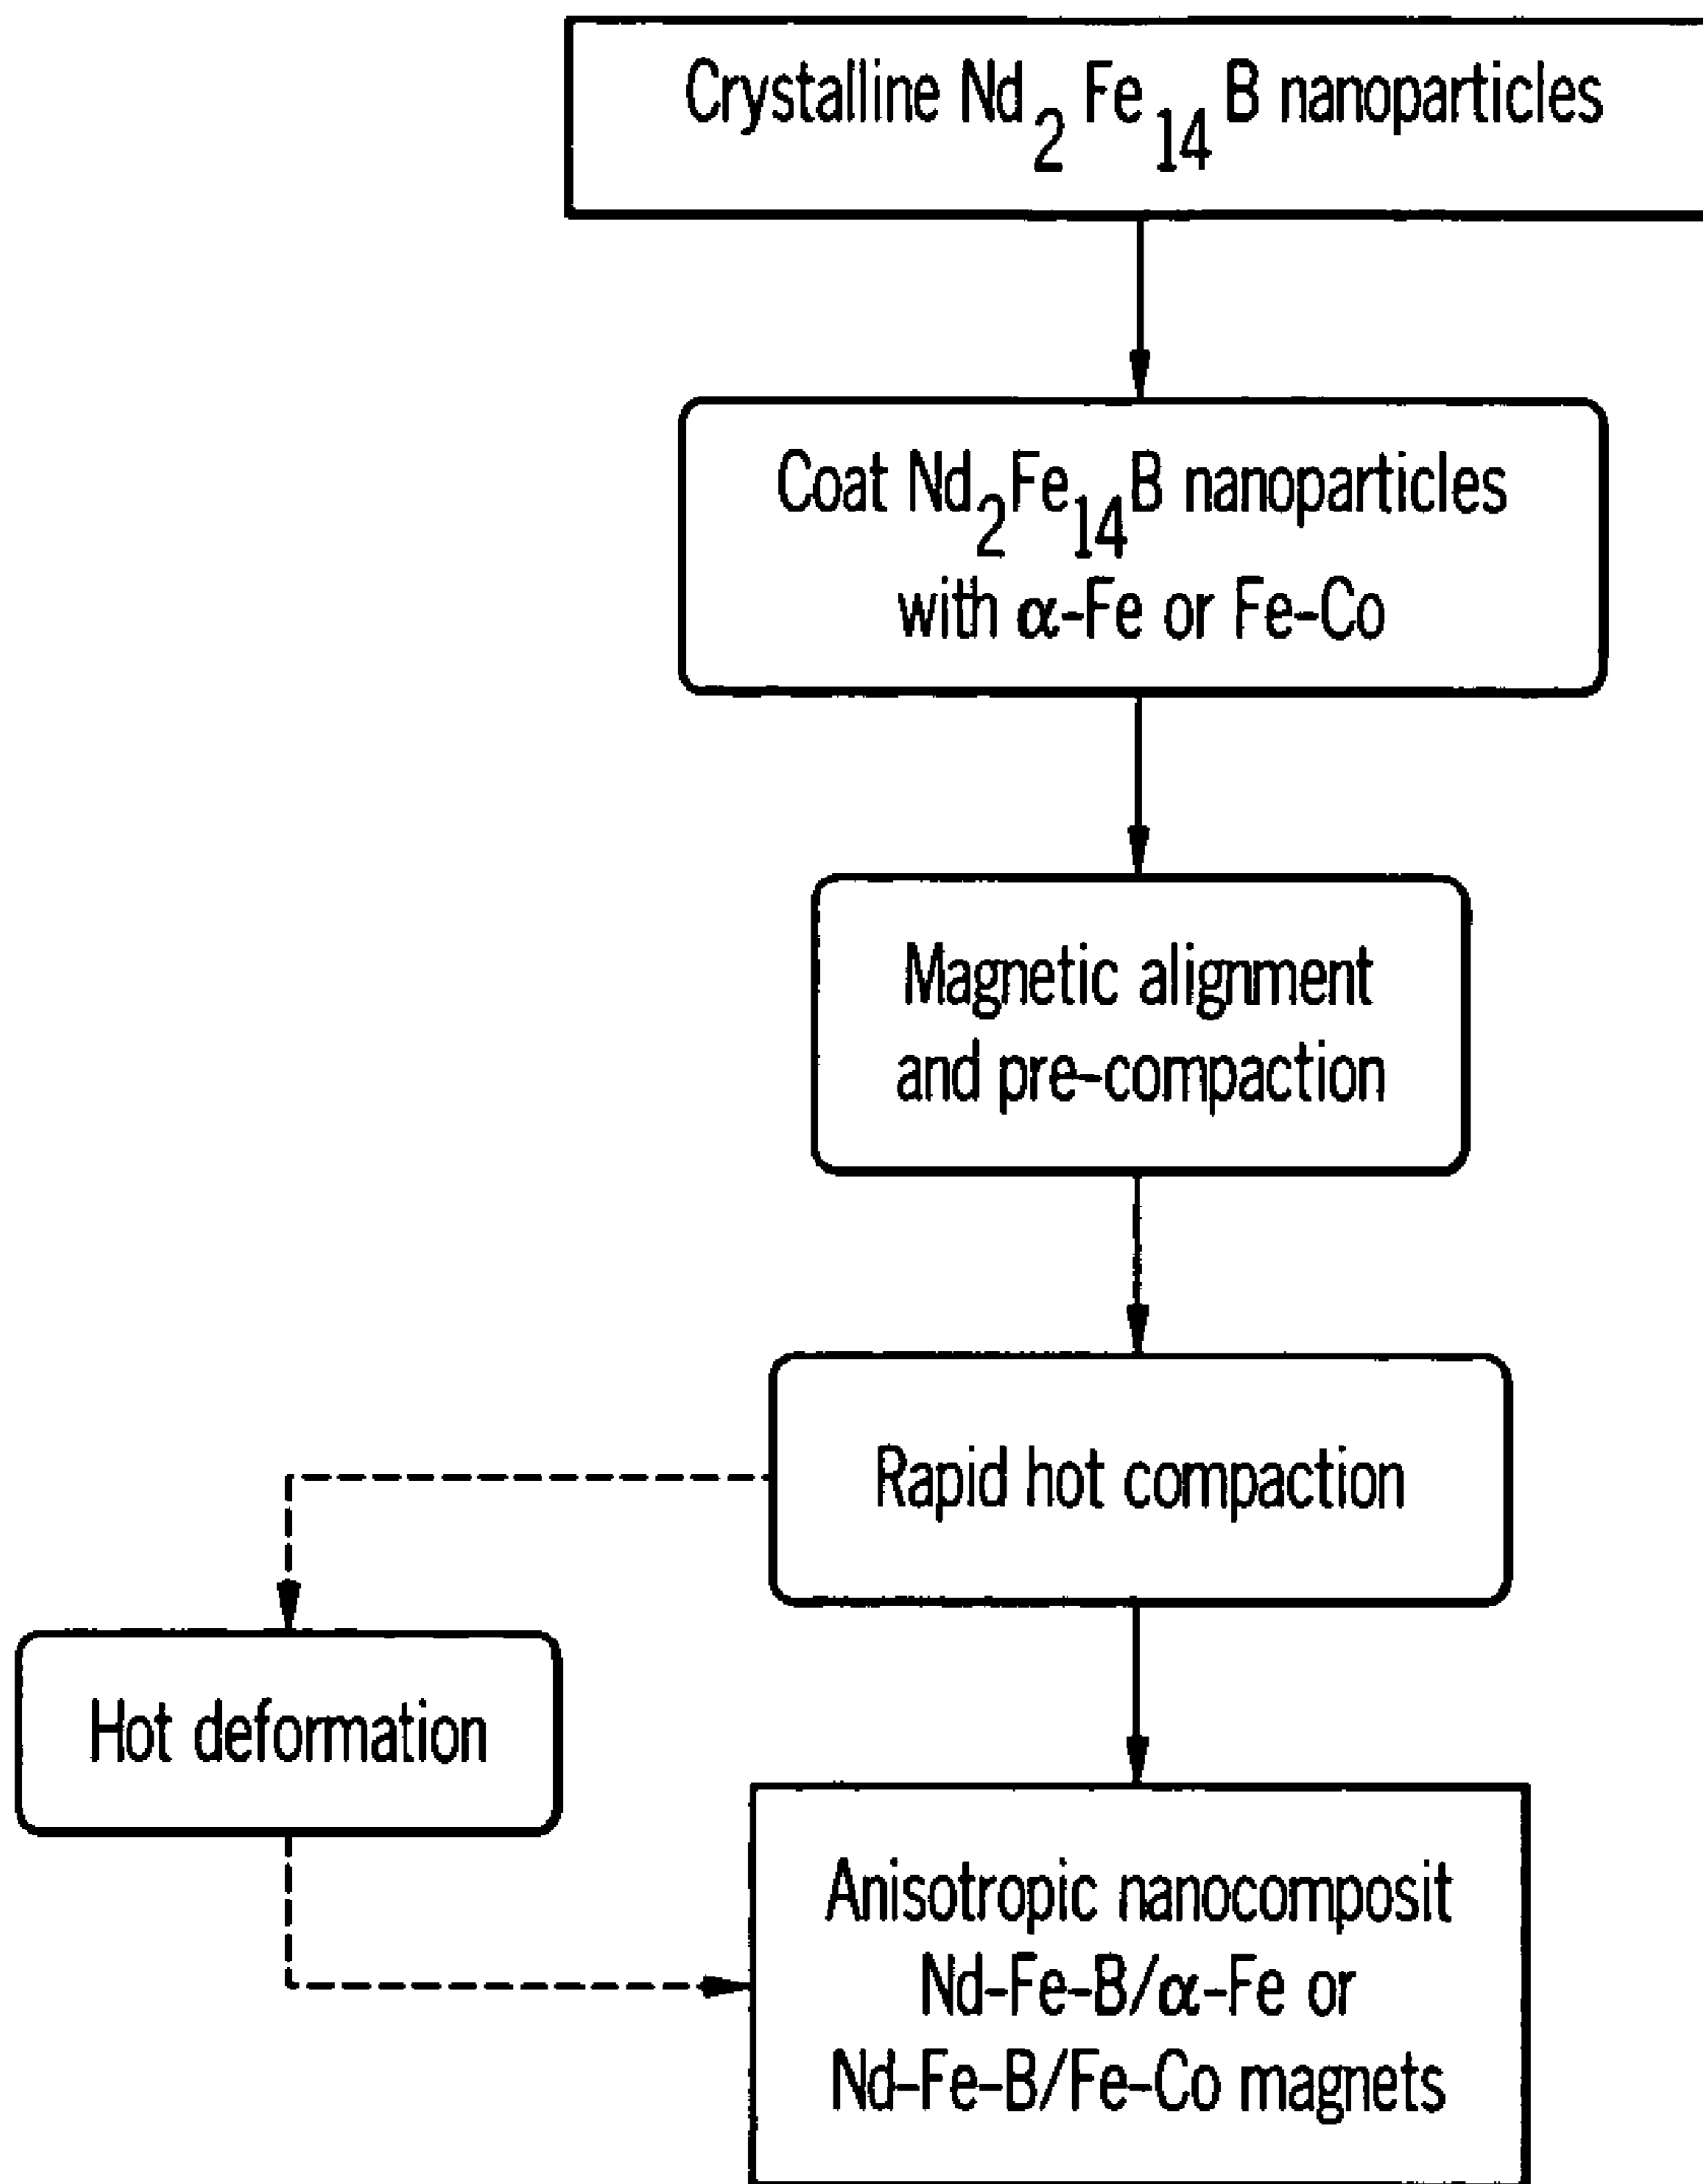 Crystalline Nd₂ Fe₁₄ B nanoparticles
Coat Nd₂Fe₁₄B nanoparticles
with α-Fe or Fe-Co
Magnetic alignment
and pre-compaction
Rapid hot compaction
Hot deformation
Anisotropic nanocomposit
Nd-Fe-B/α-Fe or
Nd-Fe-B/Fe-Co magnets